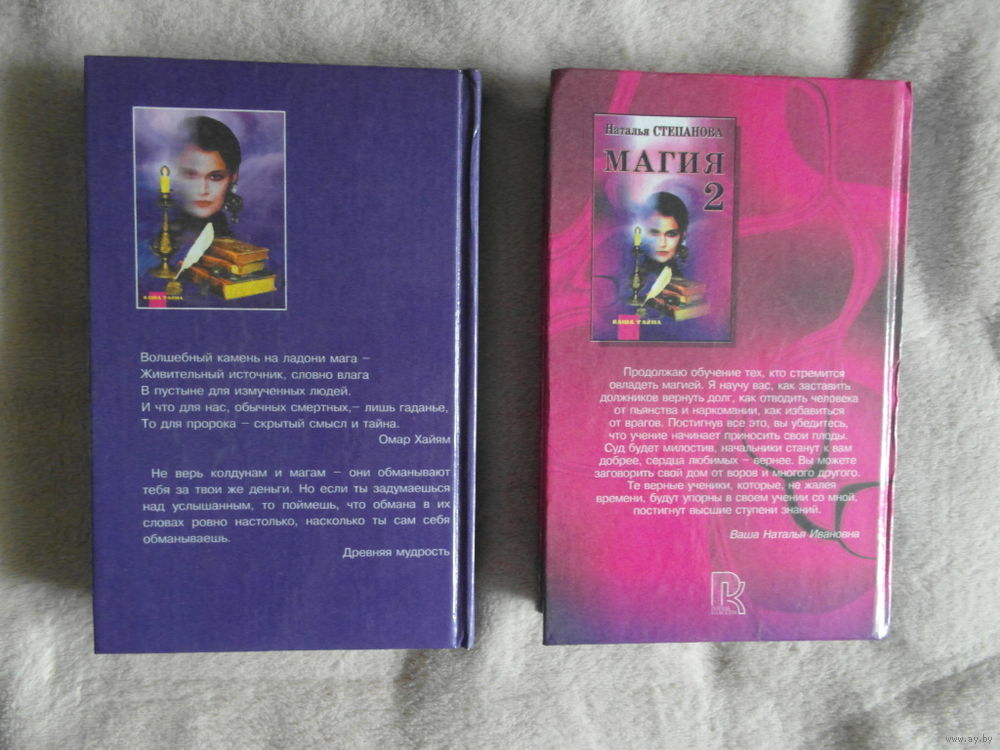 ВАША ТАЙНА
Волшебный камень на ладони мага –
Живительный источник, словно влага
В пустыне для измученных людей.
И что для нас, обычных смертных,– лишь гаданье,
То для пророка – скрытый смысл и тайна.
Омар Хайям
Не верь колдунам и магам – они обманывают
тебя за твои же деньги. Но если ты задумаешься
над услышанным, то поймешь, что обмана в их
словах ровно настолько, насколько ты сам себя
обманываешь.
Древняя мудрость
Наталья СТЕПАНОВА
МАГИЯ
2
ВАША ТАЙНА
Продолжаю обучение тех, кто стремится
овладеть магией. Я научу вас, как заставить
должников вернуть долг, как отводить человека
от пьянства и наркомании, как избавиться
от врагов. Постигнув все это, вы убедитесь,
что учение начинает приносить свои плоды.
Суд будет милостив, начальники станут к вам
добрее, сердца любимых – вернее. Вы можете
заговорить свой дом от воров и многого другого.
Те верные ученики, которые, не жалея
времени, будут упорны в своем учении со мной,
постигнут высшие ступени знаний.
Ваша Наталья Ивановна
www.ay.by